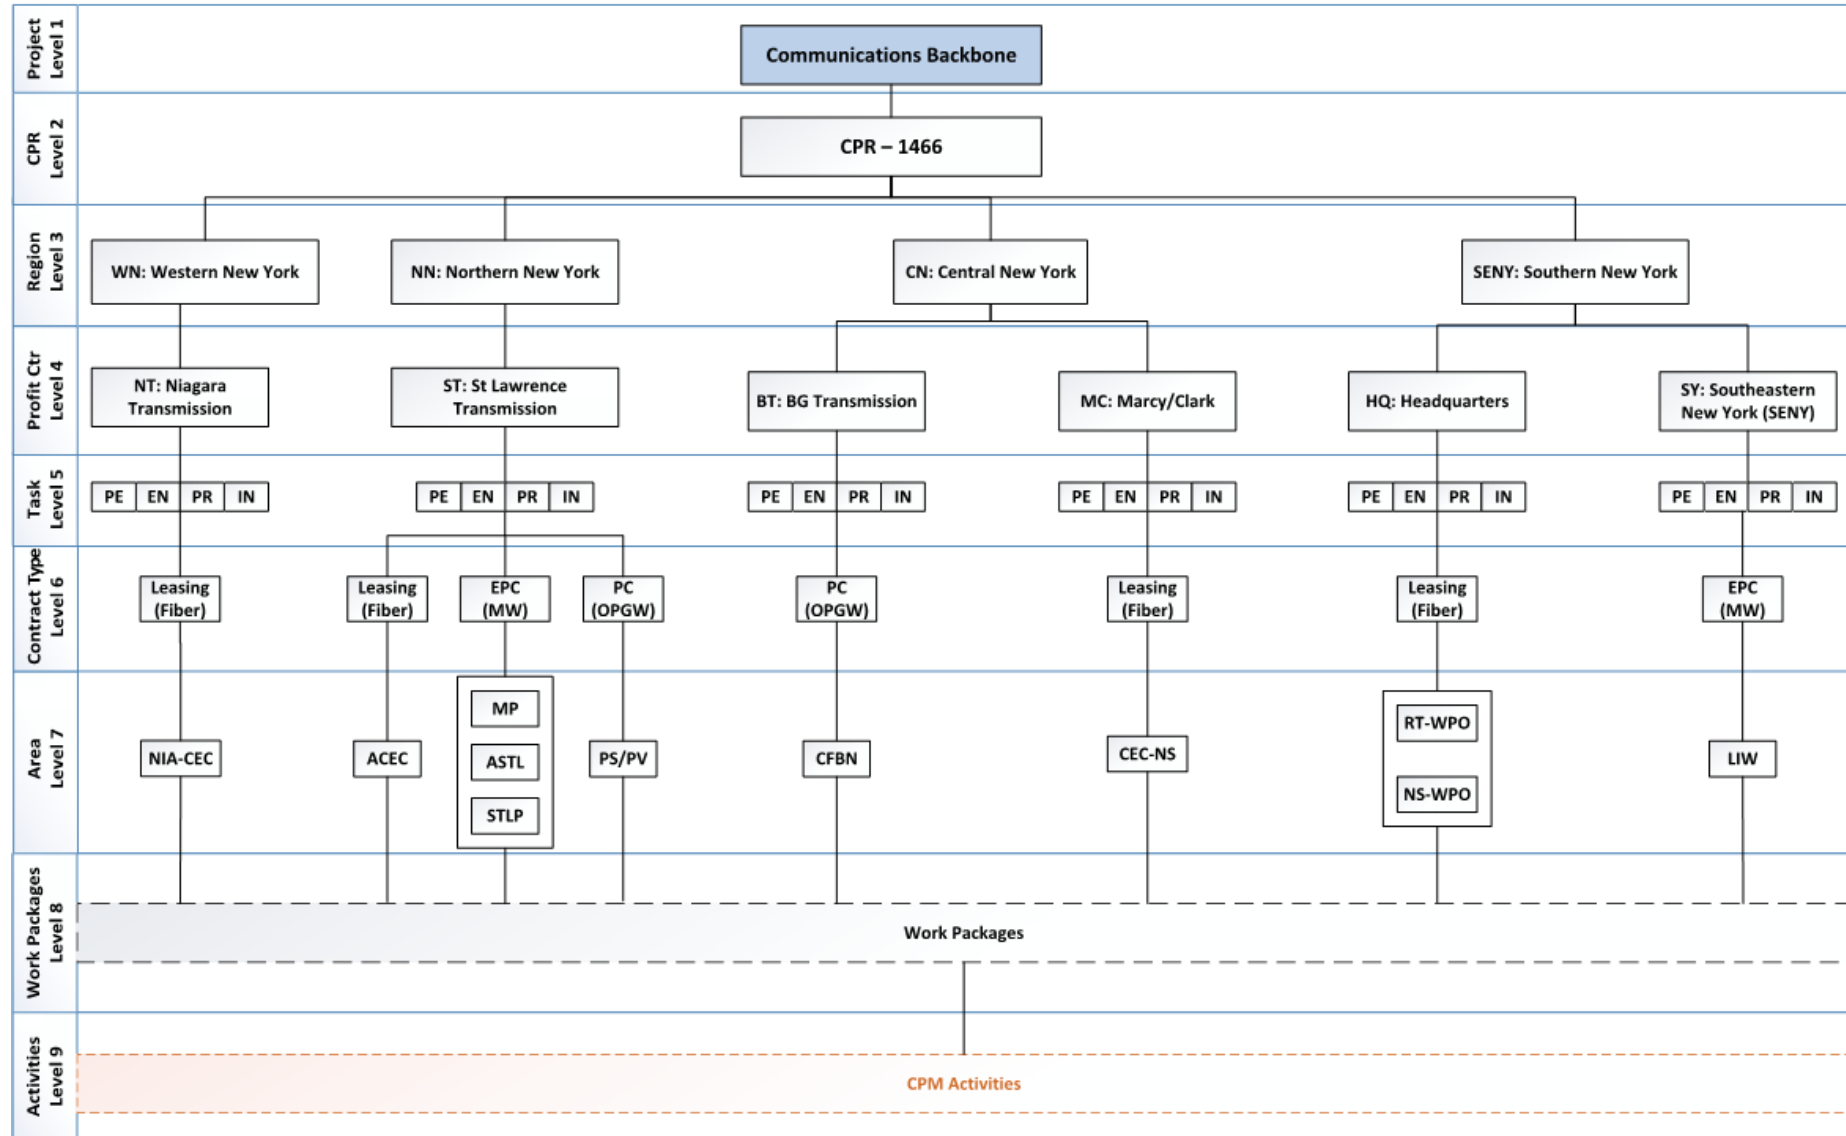 Project
Level 1
Communications Backbone
CPR
Level 2
CPR – 1466
Region
Level 3
WN: Western New York
NN: Northern New York
CN: Central New York
SENY: Southern New York
Profit Ctr
Level 4
NT: Niagara
Transmission
ST: St Lawrence
Transmission
BT: BG Transmission
MC: Marcy/Clark
HQ: Headquarters
SY: Southeastern
New York (SENY)
Task
Level 5
PE EN PR IN
PE EN PR IN
PE EN PR IN
PE EN PR IN
PE EN PR IN
PE EN PR IN
Contract Type
Level 6
Leasing
(Fiber)
Leasing
(Fiber)
EPC
(MW)
PC
(OPGW)
PC
(OPGW)
Leasing
(Fiber)
Leasing
(Fiber)
EPC
(MW)
Area
Level 7
NIA-CEC
ACEC
MP
ASTL
STLP
PS/PV
CFBN
CEC-NS
RT-WPO
NS-WPO
LIW
Work Packages
Level 8
Work Packages
Activities
Level 9
CPM Activities